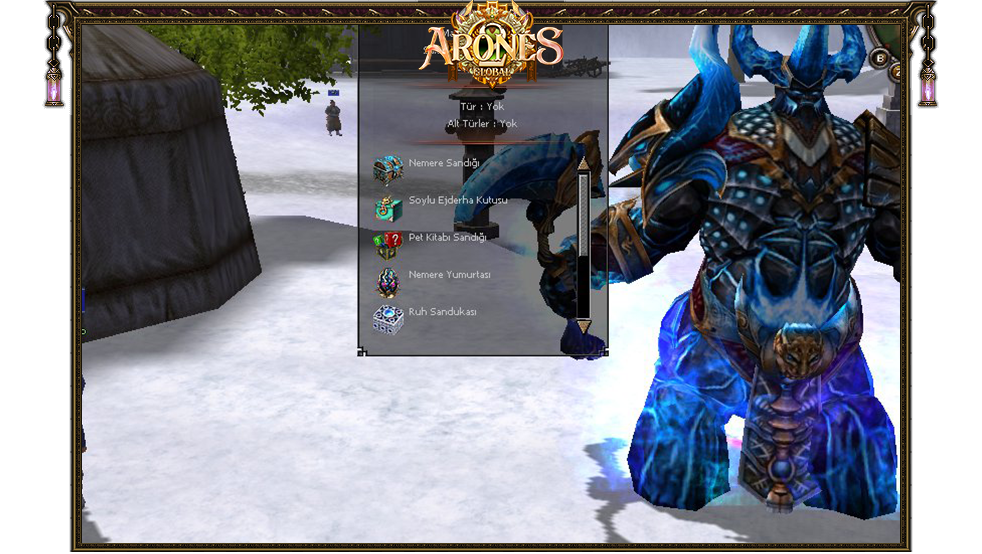 ARONES
GLOBAL
Tür : Yok
Alt Türler : Yok
Nemere Sandığı
Soylu Ejderha Kutusu
Pet Kitabı Sandığı
Nemere Yumurtası
Ruh Sandukası
B